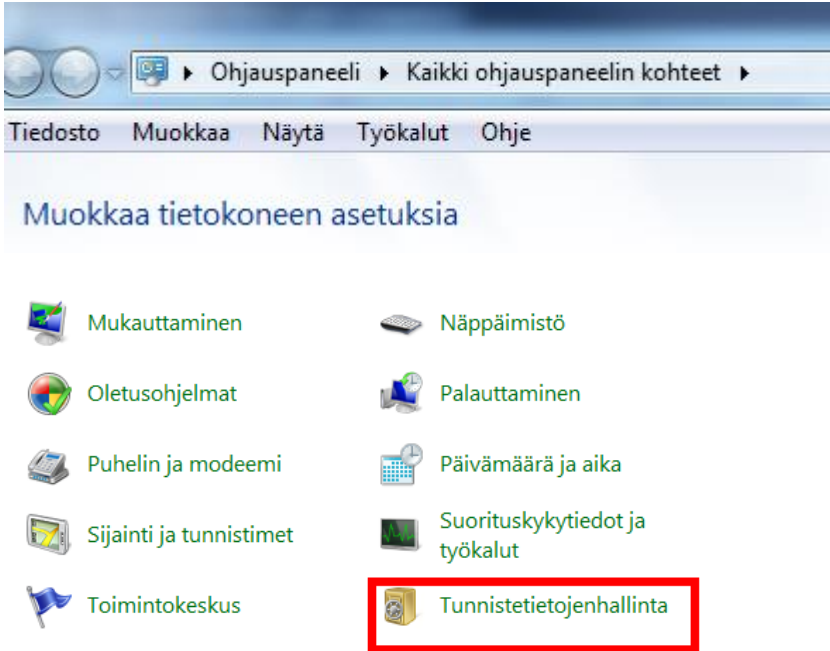 Ohjauspaneeli ▸ Kaikki ohjauspaneelin kohteet ▸
Tiedosto Muokkaa Näytä Työkalut Ohje
Muokkaa tietokoneen asetuksia
Mukauttaminen
Näppäimistö
Oletusohjelmat
Palauttaminen
Puhelin ja modeemi
Päivämäärä ja aika
Sijainti ja tunnistimet
Suorituskykytiedot ja
työkalut
Toimintokeskus
Tunnistetietojenhallinta